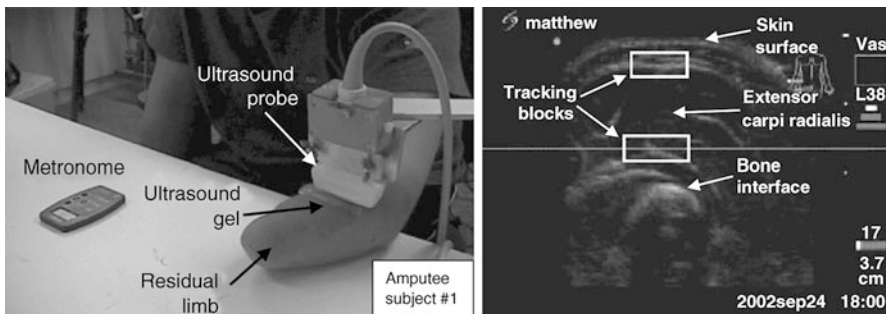 Ultrasound
probe
Metronome
Ultrasound
gel
Residual
limb
Amputee
subject #1
matthew
Skin
surface
Vas
L38
Tracking
blocks
Extensor
carpi radialis
Bone
interface
17
3.7
cm
2002sep24 18:00